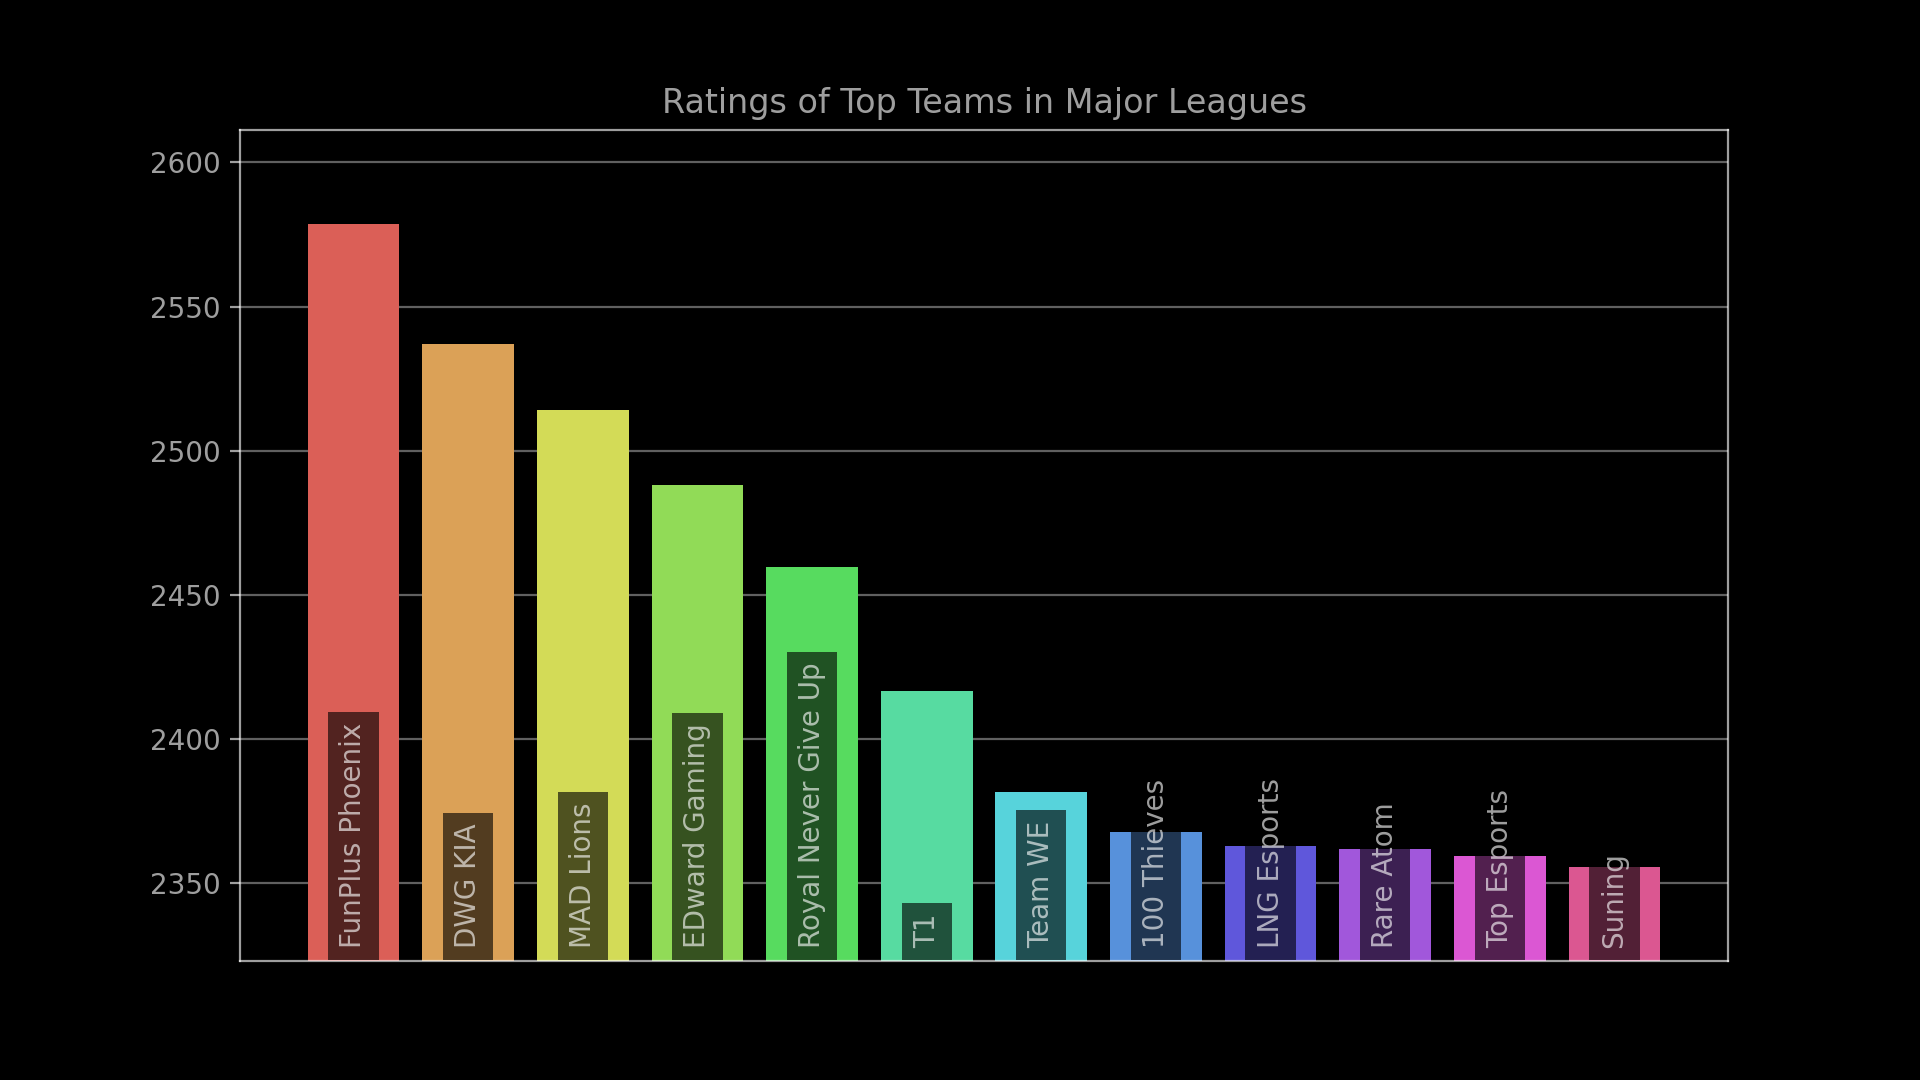 Ratings of Top Teams in Major Leagues
2600
2550
2500
2450
2400
2350
FunPlus Phoenix
DWG KIA
MAD Lions
EDward Gaming
Royal Never Give Up
T1
Team WE
100 Thieves
LNG Esports
Rare Atom
Top Esports
Suning